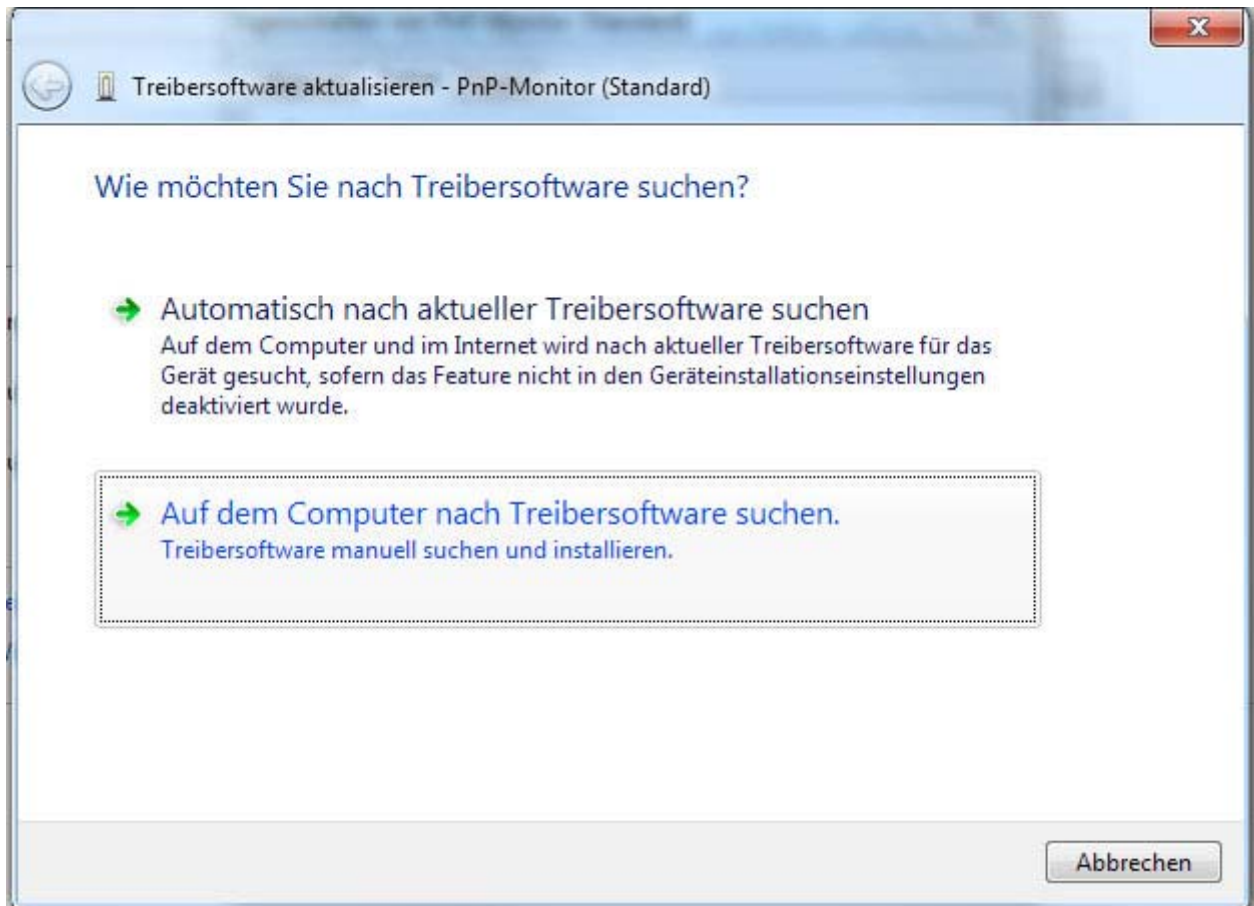 Treibersoftware aktualisieren - PnP-Monitor (Standard)
Wie möchten Sie nach Treibersoftware suchen?
Automatisch nach aktueller Treibersoftware suchen
Auf dem Computer und im Internet wird nach aktueller Treibersoftware für das
Gerät gesucht, sofern das Feature nicht in den Geräteinstallationseinstellungen
deaktiviert wurde.
Auf dem Computer nach Treibersoftware suchen.
Treibersoftware manuell suchen und installieren.
Abbrechen